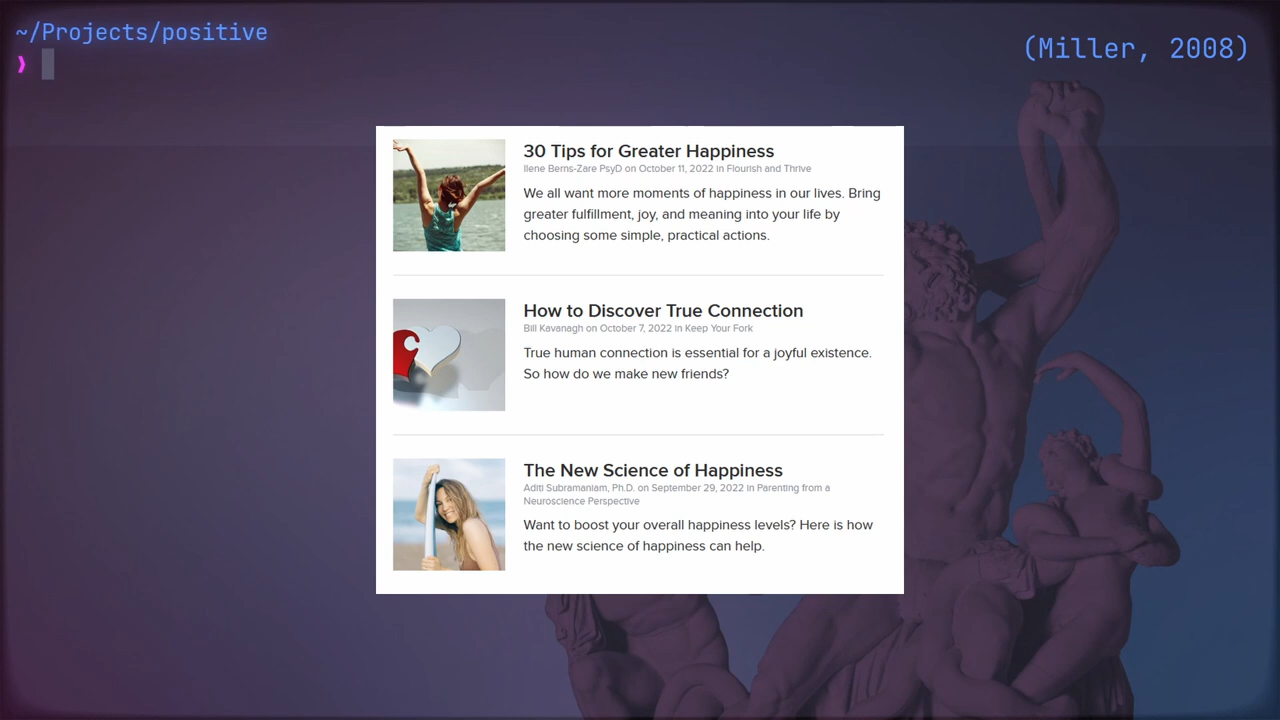 ~/Projects/positive
❯
(Miller, 2008)
30 Tips for Greater Happiness
Ilene Berns-Zare PsyD on October 11, 2022 in Flourish and Thrive
We all want more moments of happiness in our lives. Bring
greater fulfillment, joy, and meaning into your life by
choosing some simple, practical actions.
How to Discover True Connection
Bill Kavanagh on October 7, 2022 in Keep Your Fork
True human connection is essential for a joyful existence.
So how do we make new friends?
The New Science of Happiness
Aditi Subramaniam, Ph.D. on September 29, 2022 in Parenting from a
Neuroscience Perspective
Want to boost your overall happiness levels? Here is how
the new science of happiness can help.